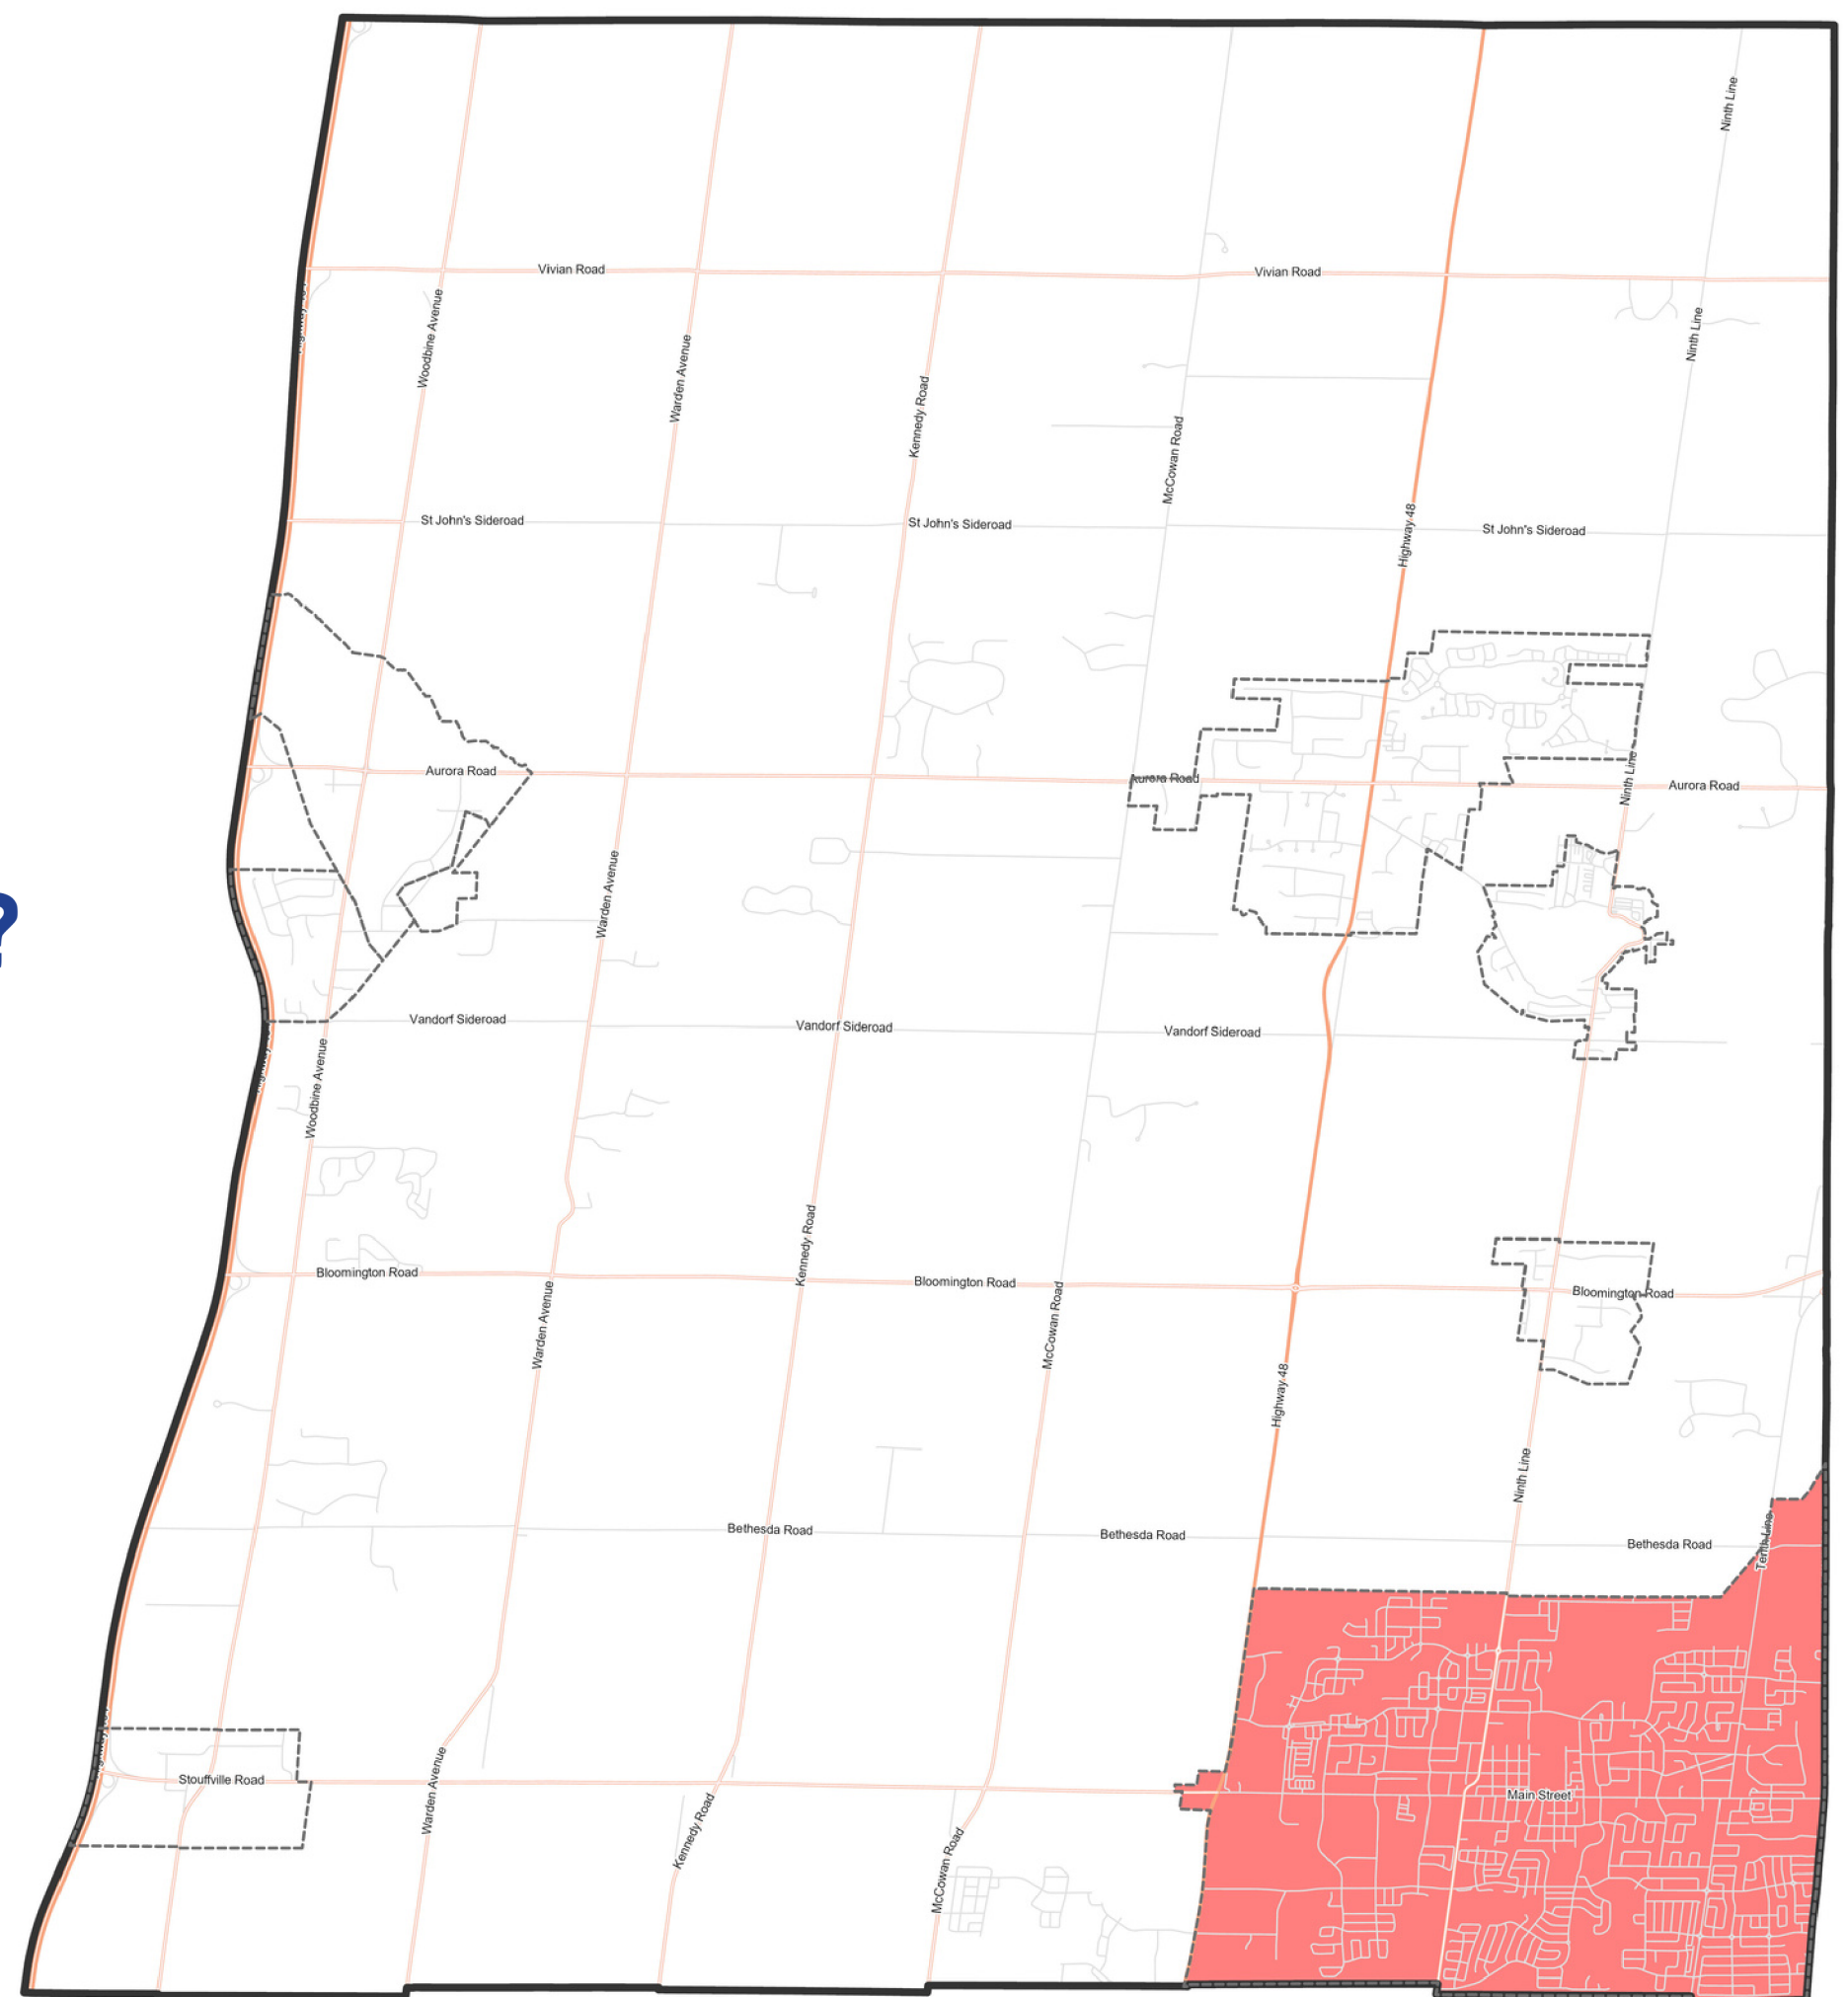 Ninth Line
Vivian Road
Vivian Road
Woodbine Avenue
Warden Avenue
Ninth Line
Kennedy Road
McCowan Road
St John's Sideroad
St John's Sideroad
Highway 48
St John's Sideroad
Aurora Road
Aurora Road
Ninth Line
Aurora Road
?
Warden Avenue
Vandorf Sideroad
Vandorf Sideroad
Vandorf Sideroad
Woodbine Avenue
Kennedy Road
Bloomington Road
Bloomington Road
Bloomington Road
Warden Avenue
McCowan Road
Highway 48
Ninth Line
Bethesda Road
Bethesda Road
Bethesda Road
Tenth Line
Stouffville Road
Main Street
Warden Avenue
Kennedy Road
McCowan Road